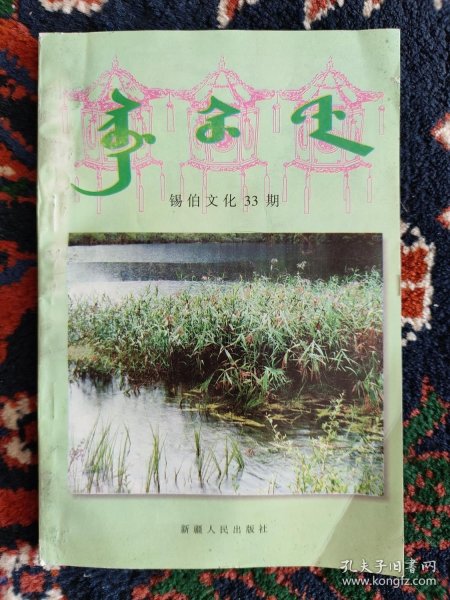 锡伯文化 33 期
新疆人民出版社
孔夫子旧书网
www.kongfz.com